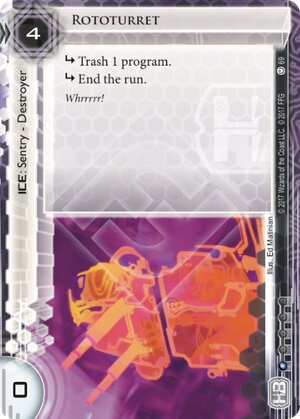 4
ROTOTURRET
↳ Trash 1 program.
↳ End the run.
Whrrrrr!
ICE: Sentry - Destroyer
69
© 2017 Wizards of the Coast LLC. © 2017 FFG
Illus. Ed Mattinian
0
HB